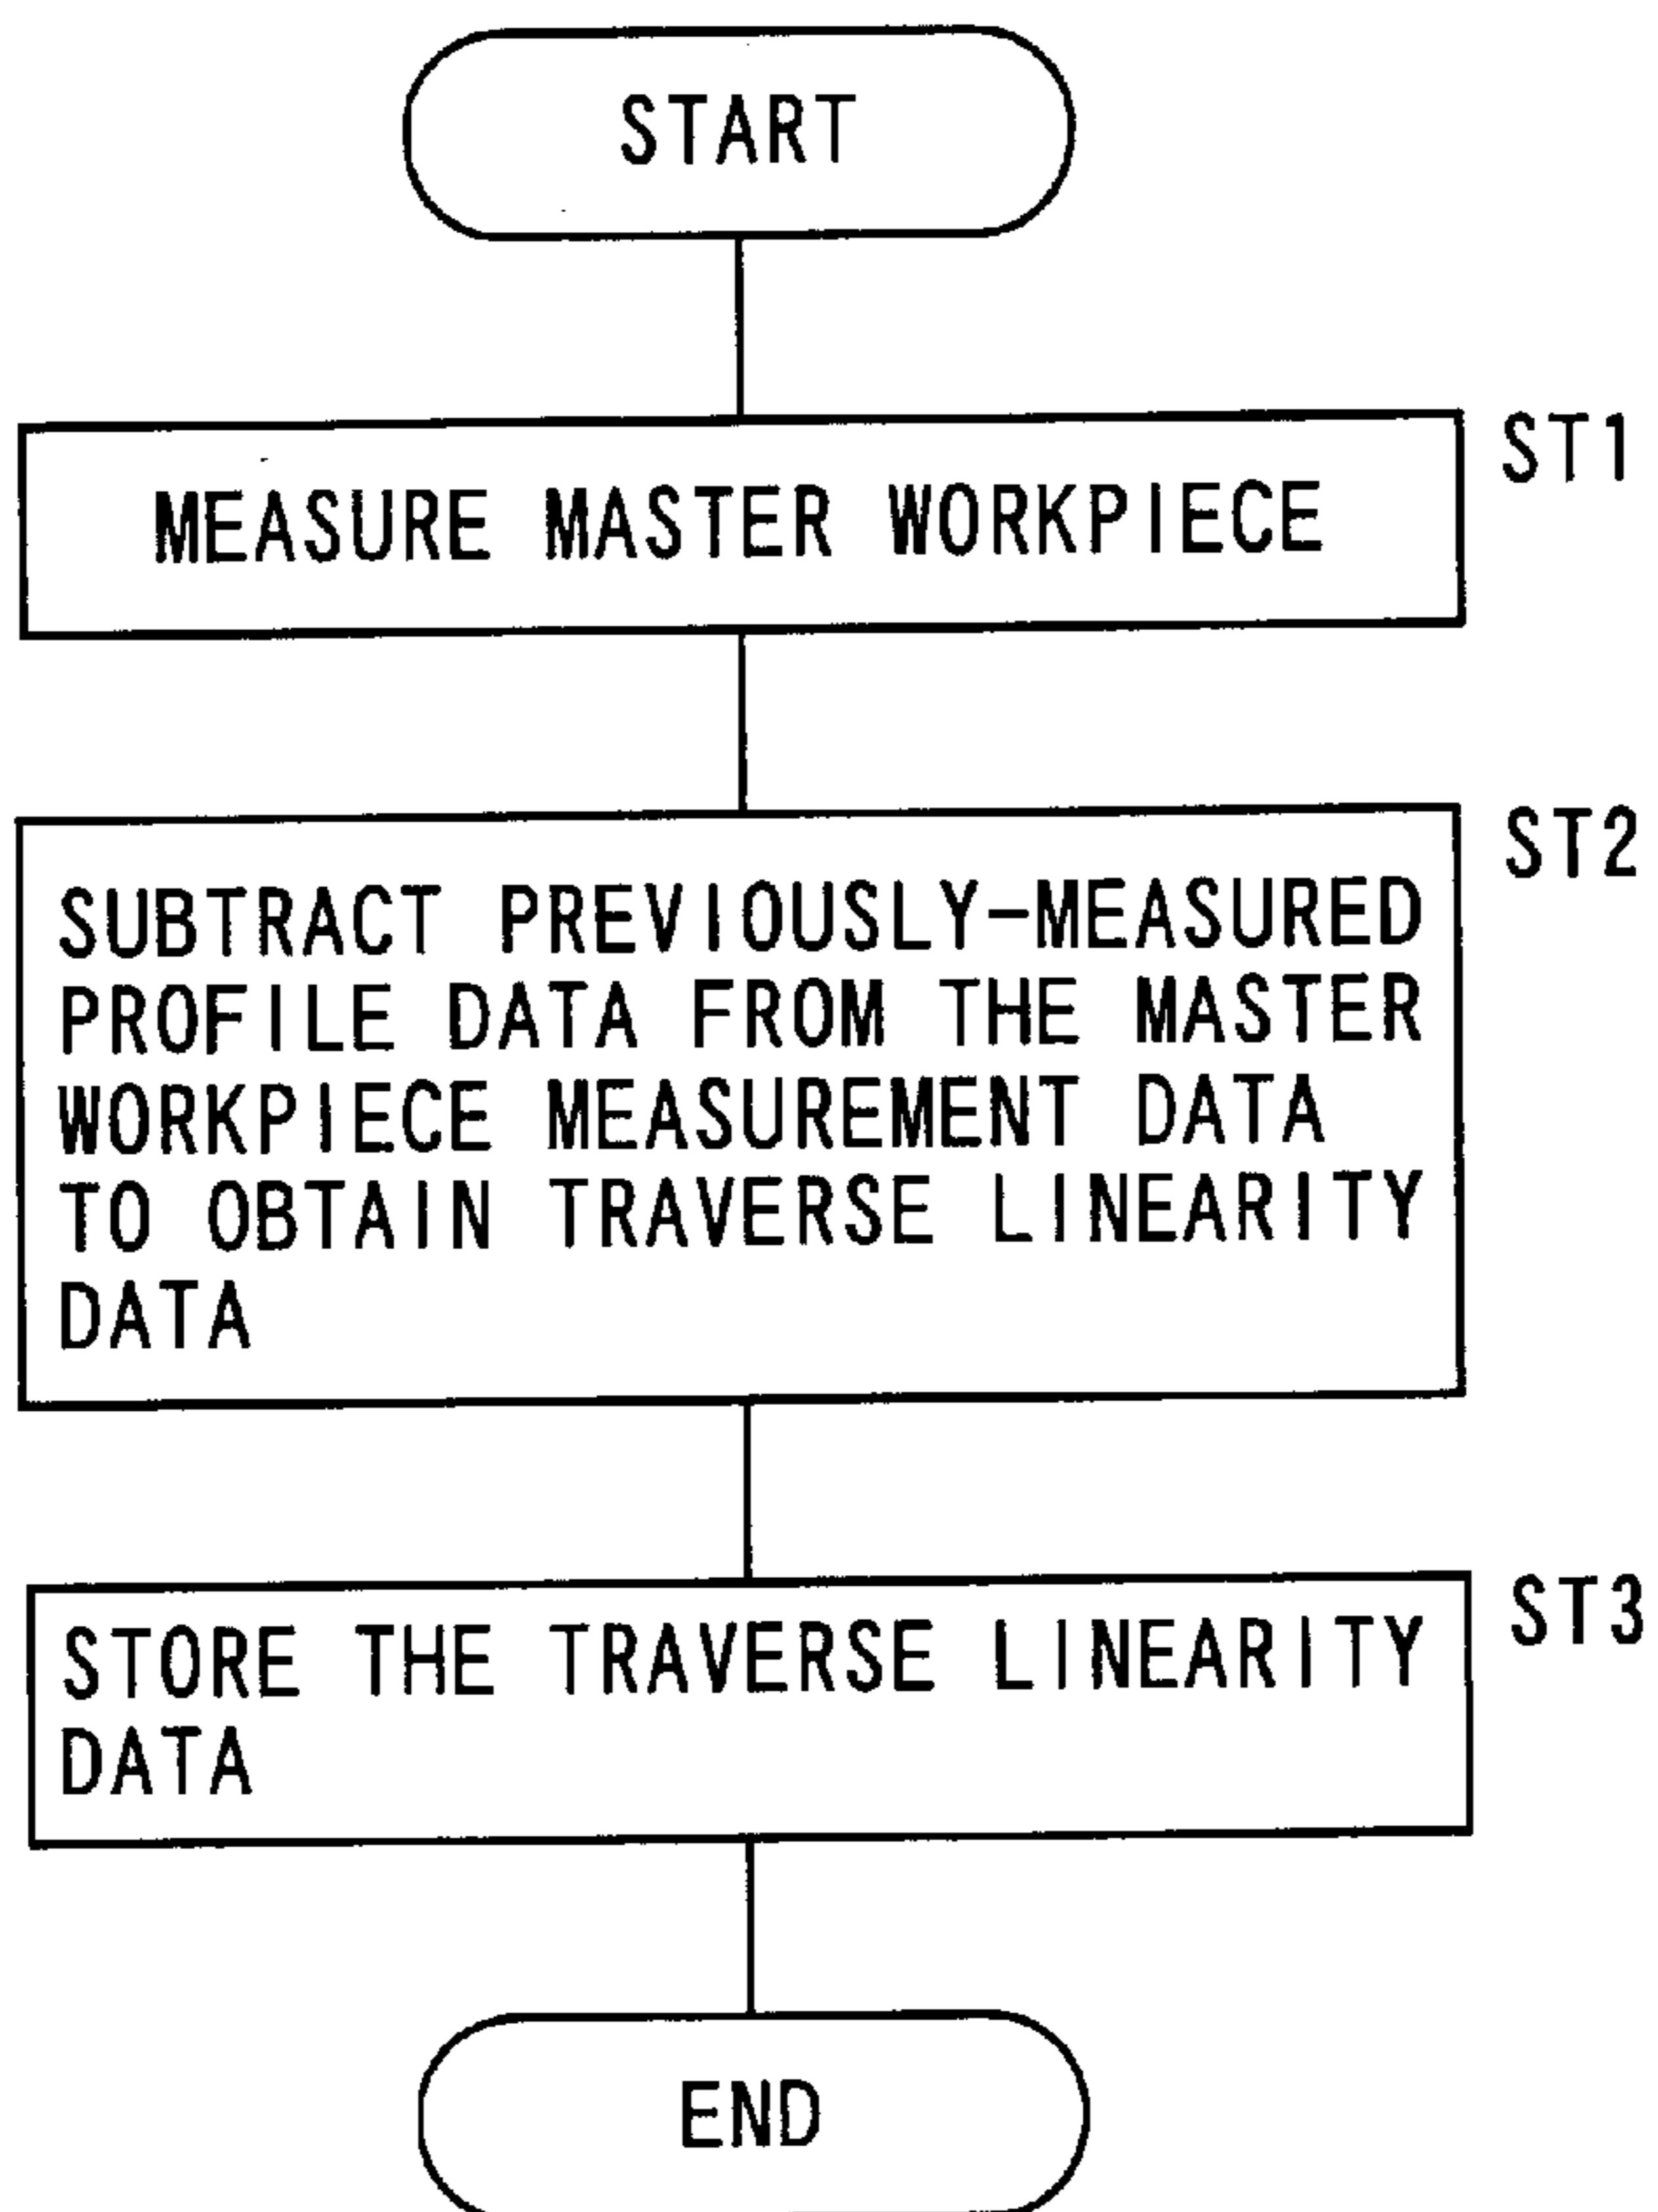 START
ST1
MEASURE MASTER WORKPIECE
ST2
SUBTRACT PREVIOUSLY-MEASURED
PROFILE DATA FROM THE MASTER
WORKPIECE MEASUREMENT DATA
TO OBTAIN TRAVERSE LINEARITY
DATA
ST3
STORE THE TRAVERSE LINEARITY
DATA
END